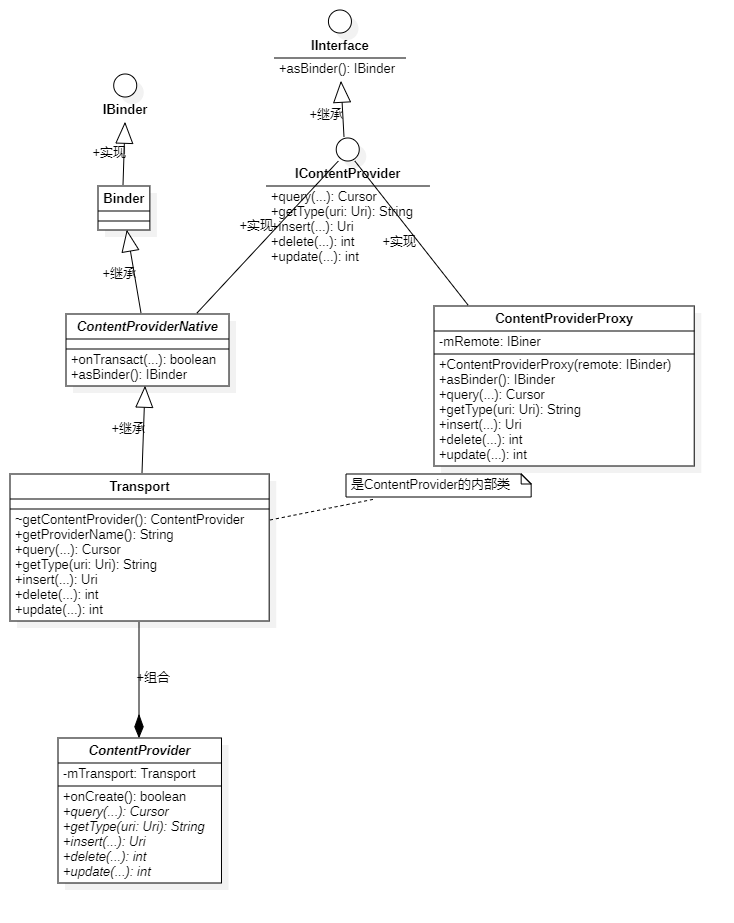 IInterface
+asBinder(): IBinder
IBinder
+继承
+实现
IContentProvider
Binder
+query(...): Cursor
+getType(uri: Uri): String
+insert(...): Uri
+delete(...): int
+update(...): int
+实现
+实现
+继承
ContentProviderNative
+onTransact(...): boolean
+asBinder(): IBinder
ContentProviderProxy
-mRemote: IBiner
+ContentProviderProxy(remote: IBinder)
+asBinder(): IBinder
+query(...): Cursor
+getType(uri: Uri): String
+insert(...): Uri
+delete(...): int
+update(...): int
+继承
Transport
~getContentProvider(): ContentProvider
+getProviderName(): String
+query(...): Cursor
+getType(uri: Uri): String
+insert(...): Uri
+delete(...): int
+update(...): int
是ContentProvider的内部类
+组合
ContentProvider
-mTransport: Transport
+onCreate(): boolean
+query(...): Cursor
+getType(uri: Uri): String
+insert(...): Uri
+delete(...): int
+update(...): int